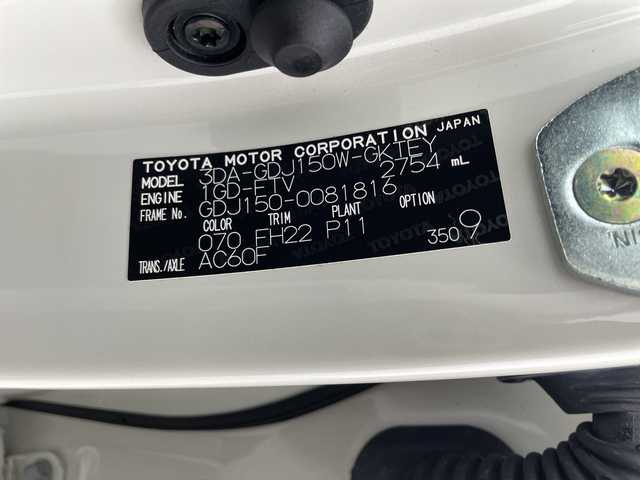 TOYOTA MOTOR CORPORATION JAPAN
MODEL 3DA-GDJ150W-GKTEY
ENGINE 1GD-FTV 2754 mL
FRAME No. GDJ150-0081816
COLOR TRIM PLANT OPTION
070 FH22 P11 350 9
TRANS./AXLE AC60F